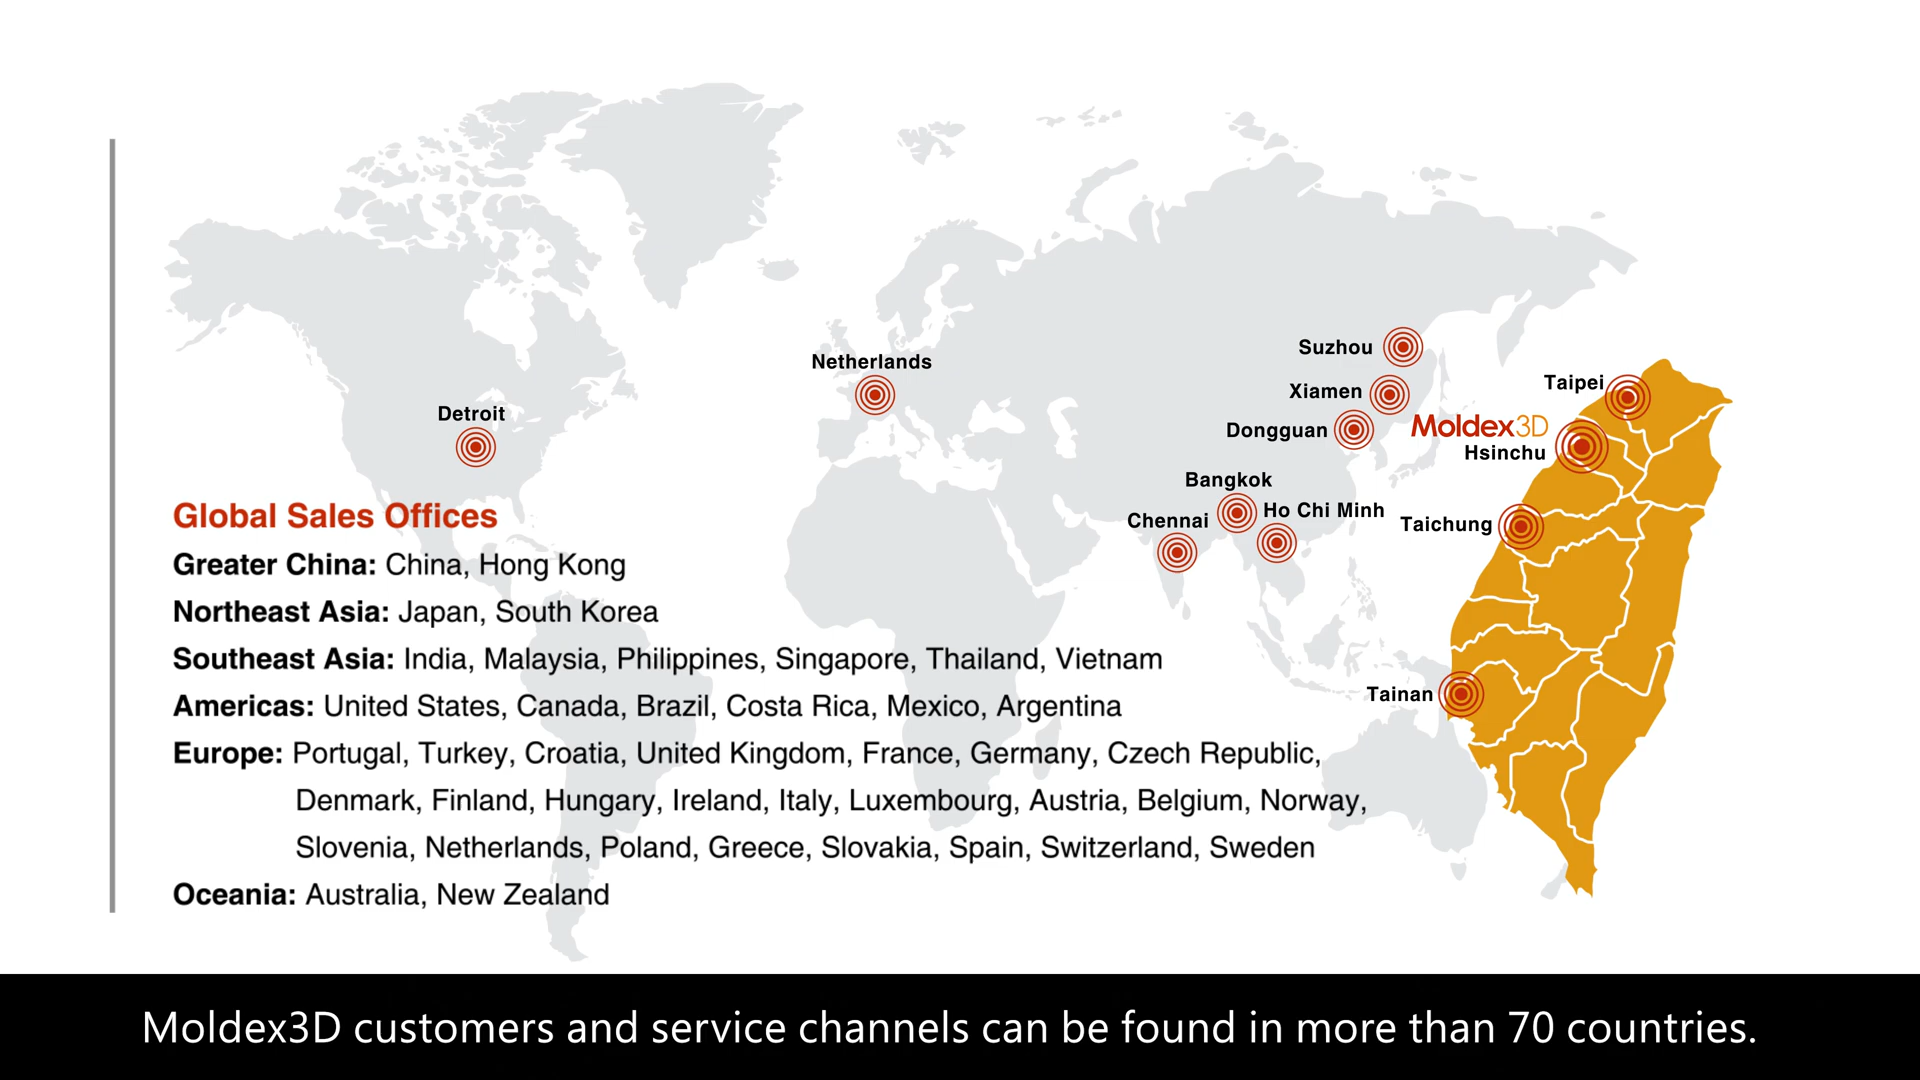 Netherlands
Detroit
Suzhou
Xiamen
Dongguan
Bangkok
Chennai
Ho Chi Minh
Taipei
Moldex3D
Hsinchu
Taichung
Tainan
Global Sales Offices
Greater China: China, Hong Kong
Northeast Asia: Japan, South Korea
Southeast Asia: India, Malaysia, Philippines, Singapore, Thailand, Vietnam
Americas: United States, Canada, Brazil, Costa Rica, Mexico, Argentina
Europe: Portugal, Turkey, Croatia, United Kingdom, France, Germany, Czech Republic,
Denmark, Finland, Hungary, Ireland, Italy, Luxembourg, Austria, Belgium, Norway,
Slovenia, Netherlands, Poland, Greece, Slovakia, Spain, Switzerland, Sweden
Oceania: Australia, New Zealand
Moldex3D customers and service channels can be found in more than 70 countries.